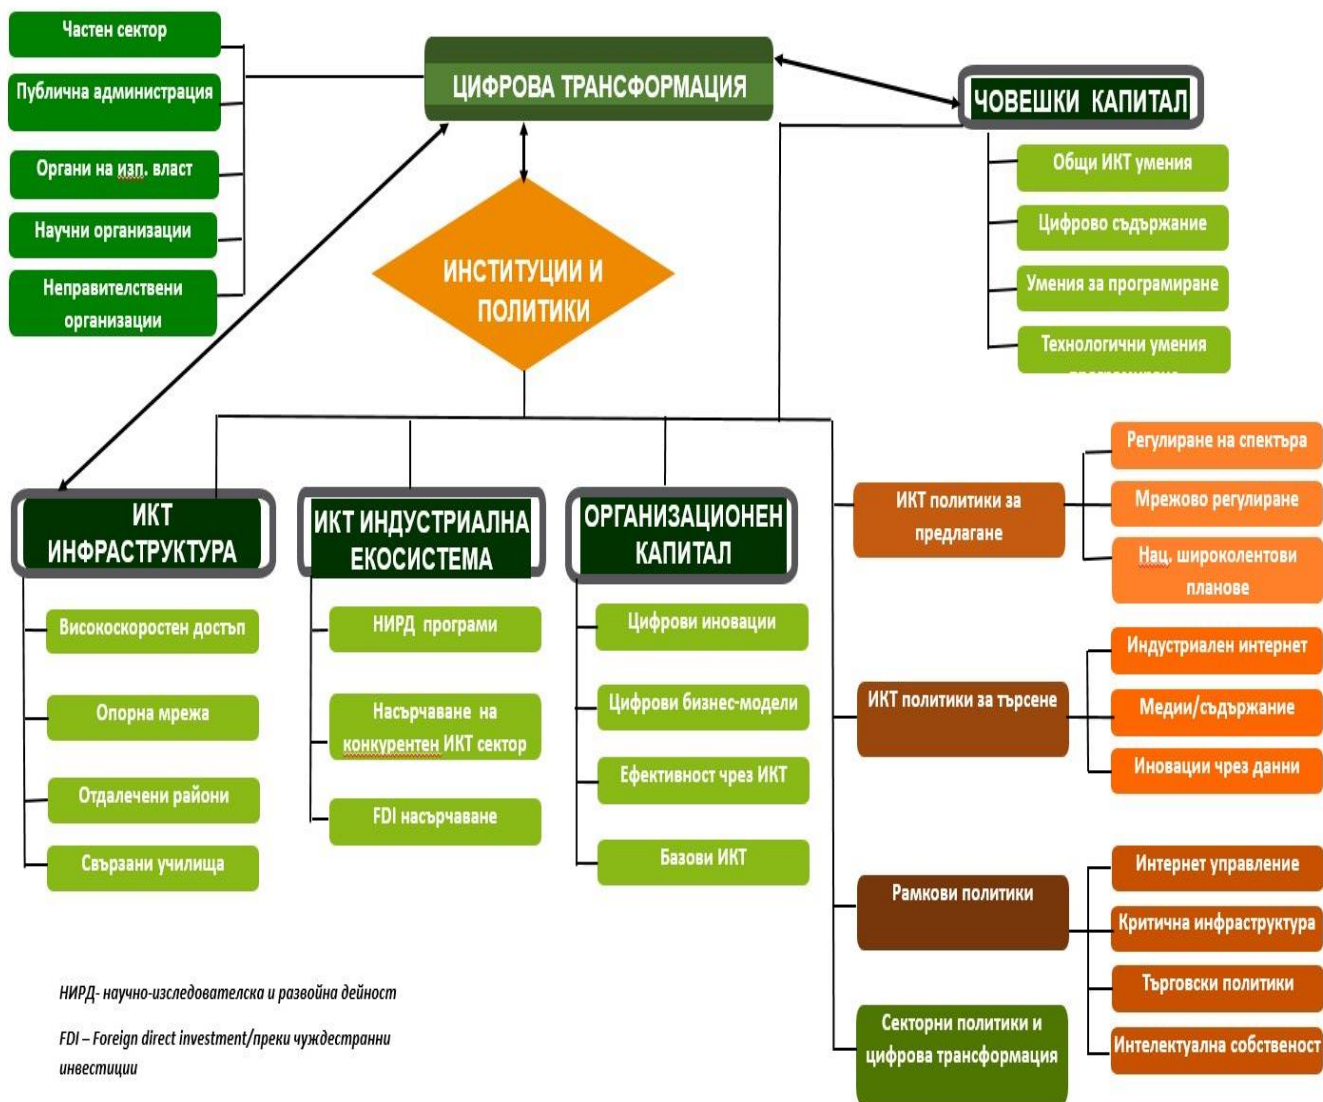 Частен сектор
Публична администрация
Органи на изп. власт
Научни организации
Неправителствени
организации
ЦИФРОВА ТРАНСФОРМАЦИЯ
ЧОВЕШКИ КАПИТАЛ
Общи ИКТ умения
Цифрово съдържание
Умения за програмиране
Технологични умения
ИНСТИТУЦИИ И
ПОЛИТИКИ
ИКТ
ИНФРАСТРУКТУРА
Високоскоростен достъп
Опорна мрежа
Отдалечени райони
Свързани училища
ИКТ ИНДУСТРИАЛНА
ЕКОСИСТЕМА
НИРД програми
Насърчаване на
конкурентен ИКТ сектор
FDI насърчаване
ОРГАНИЗАЦИОНЕН
КАПИТАЛ
Цифрови иновации
Цифрови бизнес-модели
Ефективност чрез ИКТ
Базови ИКТ
ИКТ политики за
предлагане
Регулиране на спектъра
Мрежово регулиране
Нац. широколентови
планове
ИКТ политики за търсене
Индустриален интернет
Медии/съдържание
Иновации чрез данни
Рамкови политики
Интернет управление
Критична инфраструктура
Търговски политики
Интелектуална собственост
Секторни политики и
цифрова трансформация
НИРД- научно-изследователска и развойна дейност
FDI – Foreign direct investment/преки чуждестранни
инвестиции